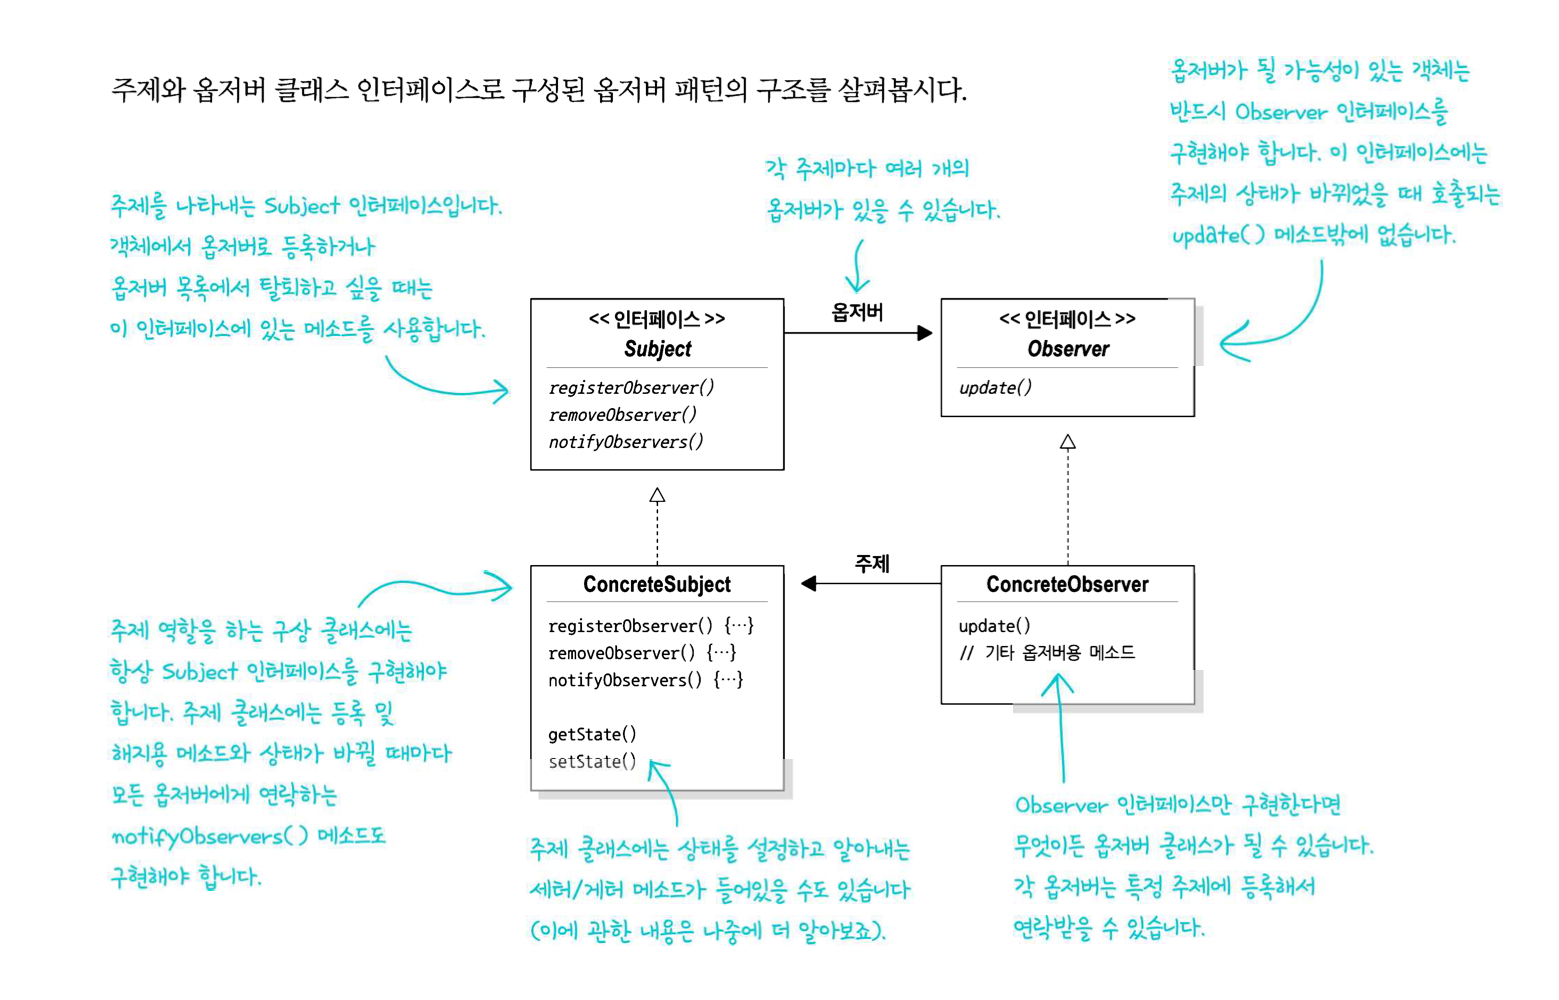 주제와 옵저버 클래스 인터페이스로 구성된 옵저버 패턴의 구조를 살펴봅시다.
옵저버가 될 가능성이 있는 객체는
반드시 Observer 인터페이스를
구현해야 합니다. 이 인터페이스에는
주제의 상태가 바뀌었을 때 호출되는
update() 메소드밖에 없습니다.
각 주제마다 여러 개의
옵저버가 있을 수 있습니다.
주제를 나타내는 Subject 인터페이스입니다.
객체에서 옵저버로 등록하거나
옵저버 목록에서 탈퇴하고 싶을 때는
이 인터페이스에 있는 메소드를 사용합니다.
<< 인터페이스 >>
Subject
registerObserver()
removeObserver()
notifyObservers()
옵저버
<< 인터페이스 >>
Observer
update()
주제 역할을 하는 구상 클래스에는
항상 Subject 인터페이스를 구현해야
합니다. 주제 클래스에는 등록 및
해지용 메소드와 상태가 바뀔 때마다
모든 옵저버에게 연락하는
notifyObservers() 메소드도
구현해야 합니다.
ConcreteSubject
registerObserver() {…}
removeObserver() {…}
notifyObservers() {…}
getState()
setState()
주제
ConcreteObserver
update()
// 기타 옵저버용 메소드
주제 클래스에는 상태를 설정하고 알아내는
세터/게터 메소드가 들어있을 수도 있습니다
(이에 관한 내용은 나중에 더 알아보죠).
Observer 인터페이스만 구현한다면
무엇이든 옵저버 클래스가 될 수 있습니다.
각 옵저버는 특정 주제에 등록해서
연락받을 수 있습니다.